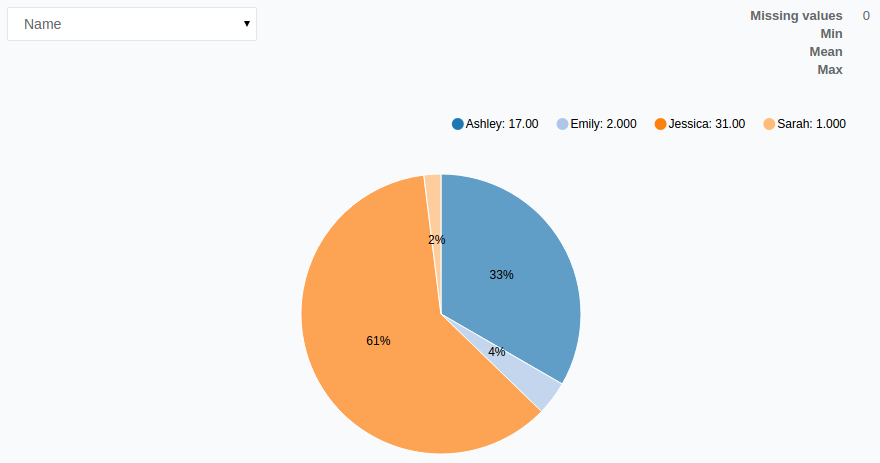 Name
Missing values 0
Min
Mean
Max
Ashley: 17.00 Emily: 2.000 Jessica: 31.00 Sarah: 1.000
2%
33%
61%
4%